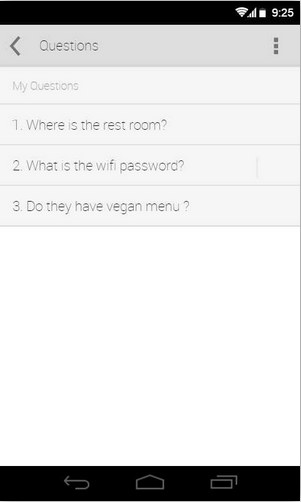 9:25
Questions
My Questions
1. Where is the rest room?
2. What is the wifi password?
3. Do they have vegan menu ?